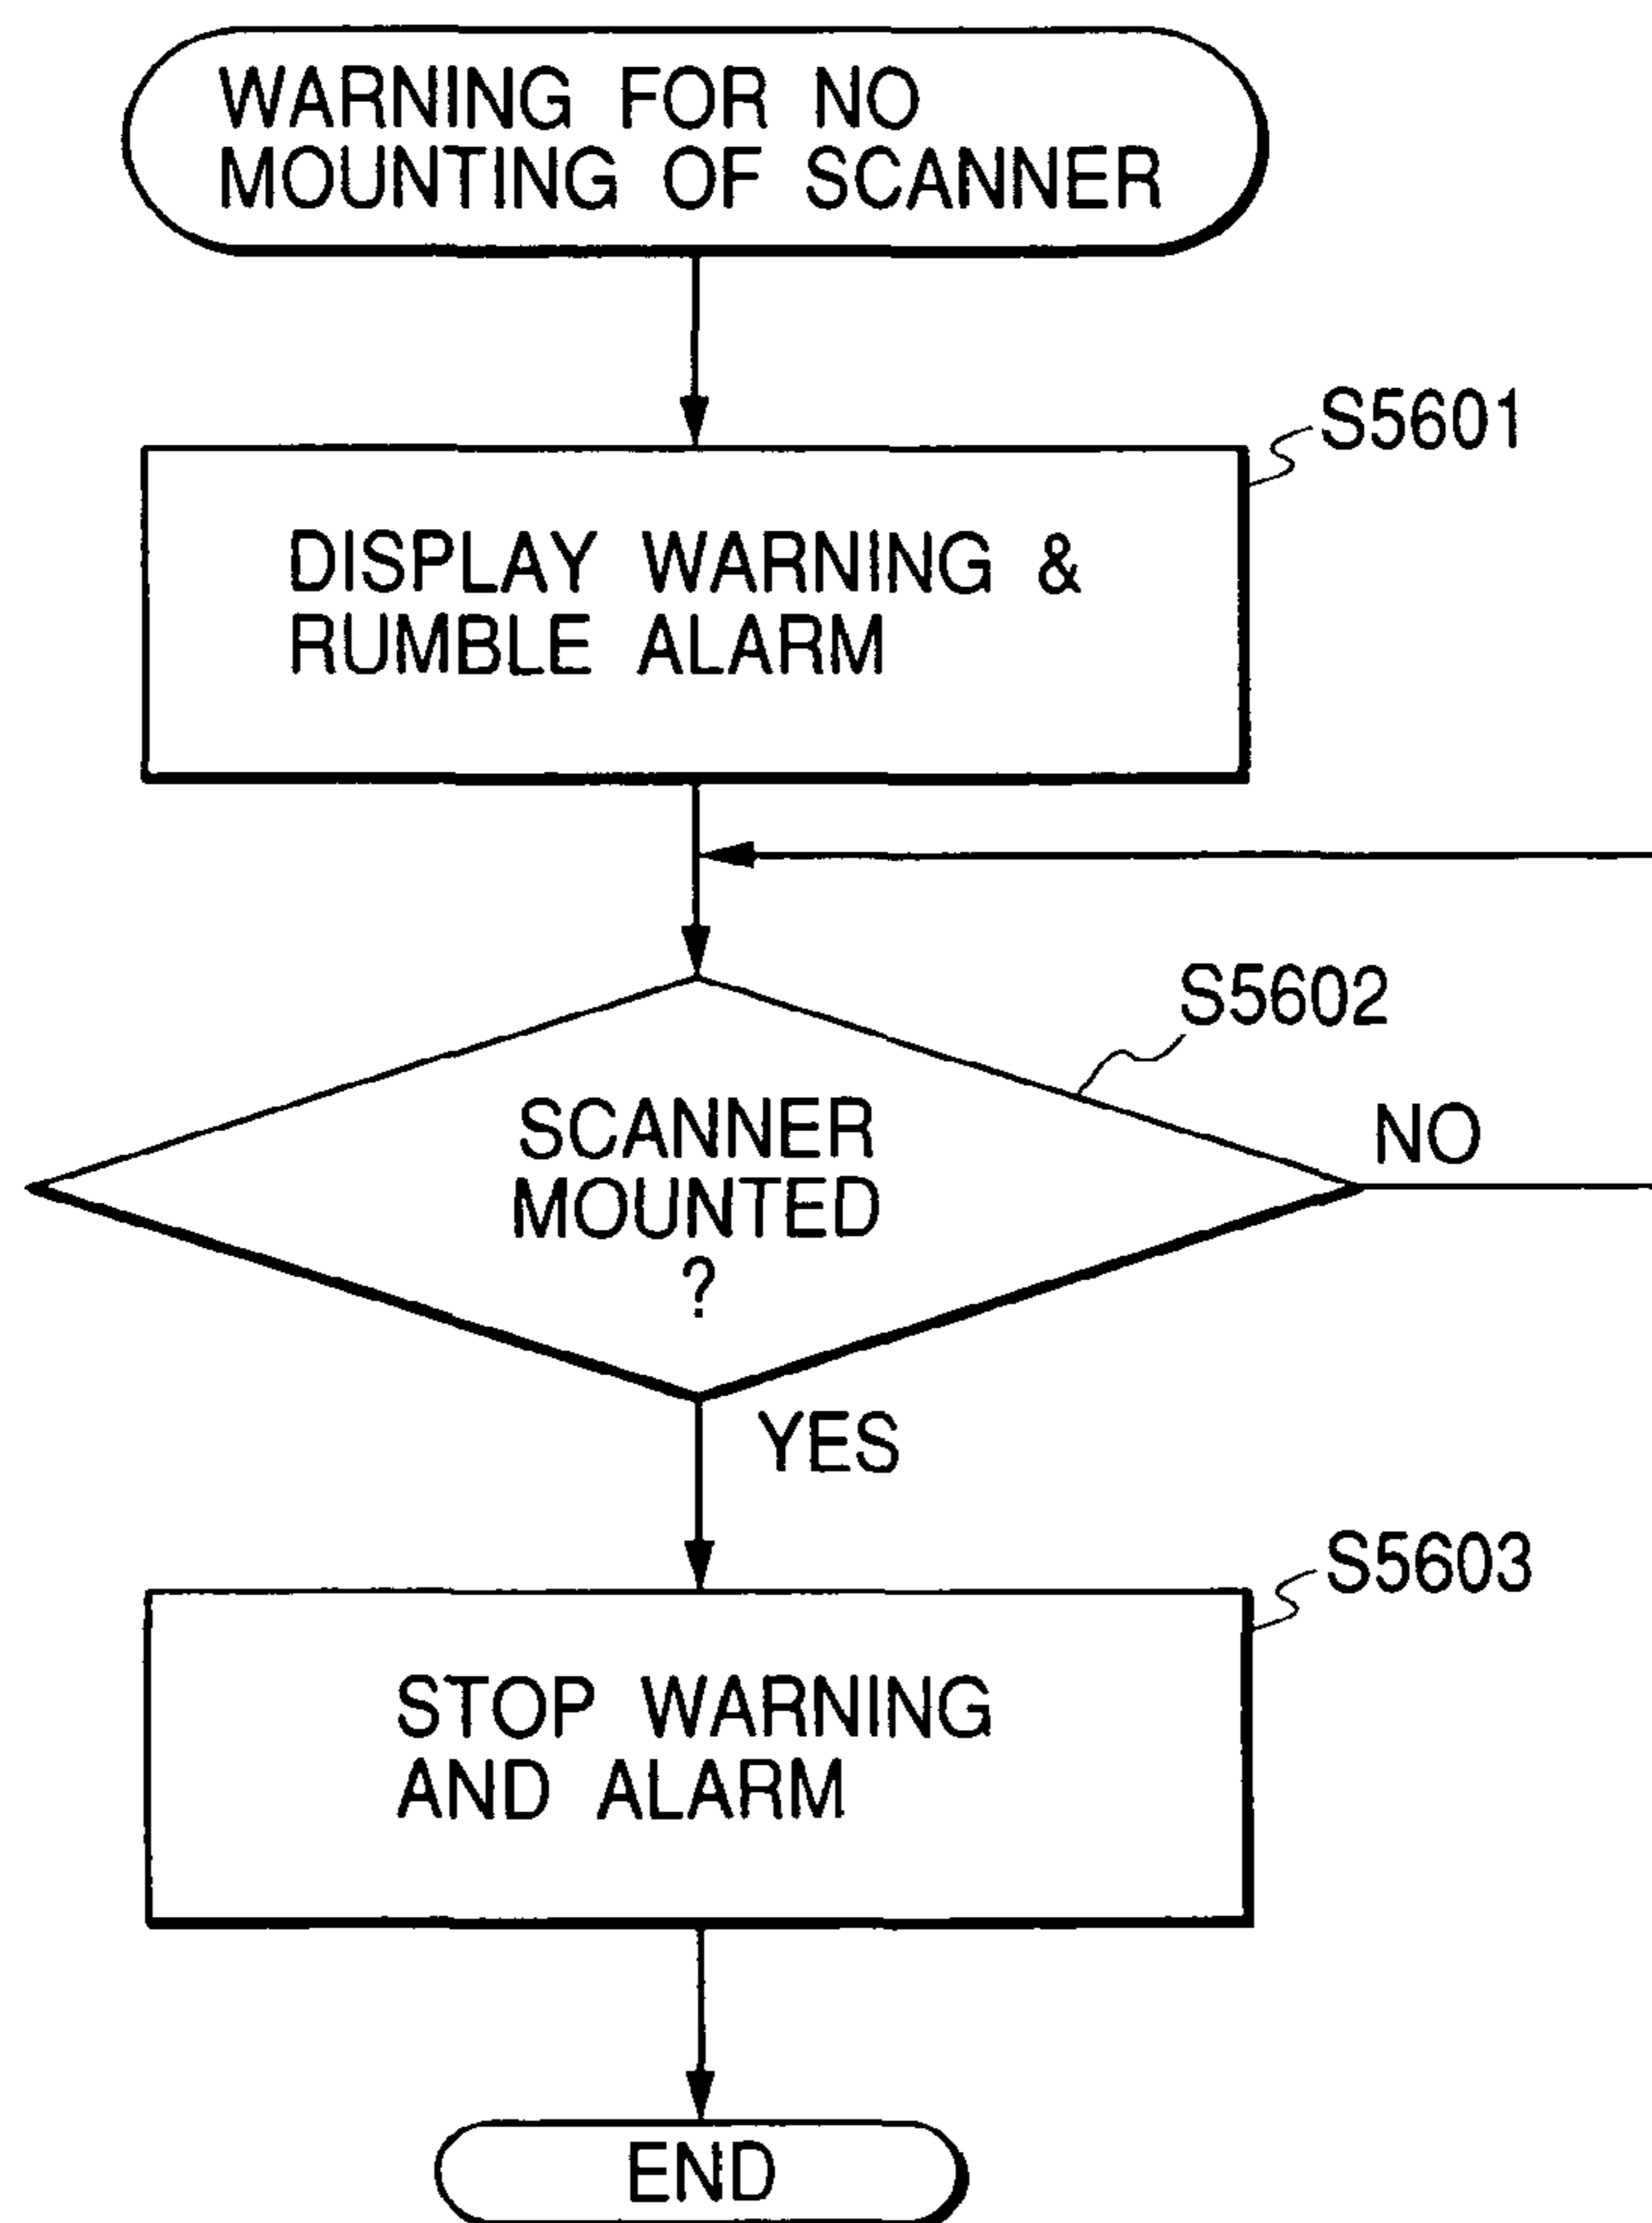 WARNING FOR NO
MOUNTING OF SCANNER
S5601
DISPLAY WARNING &
RUMBLE ALARM
S5602
SCANNER
MOUNTED
?
NO
YES
S5603
STOP WARNING
AND ALARM
END